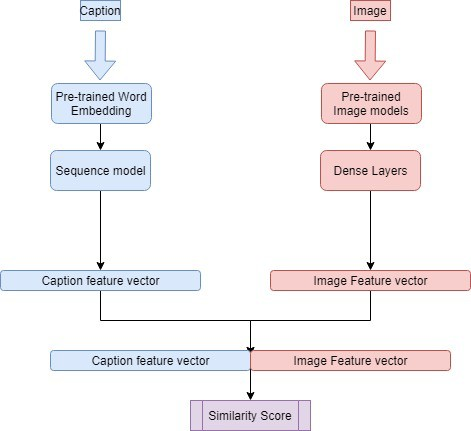 Caption
Image
Pre-trained Word
Embedding
Pre-trained
Image models
Sequence model
Dense Layers
Caption feature vector
Image Feature vector
Caption feature vector
Image Feature vector
Similarity Score